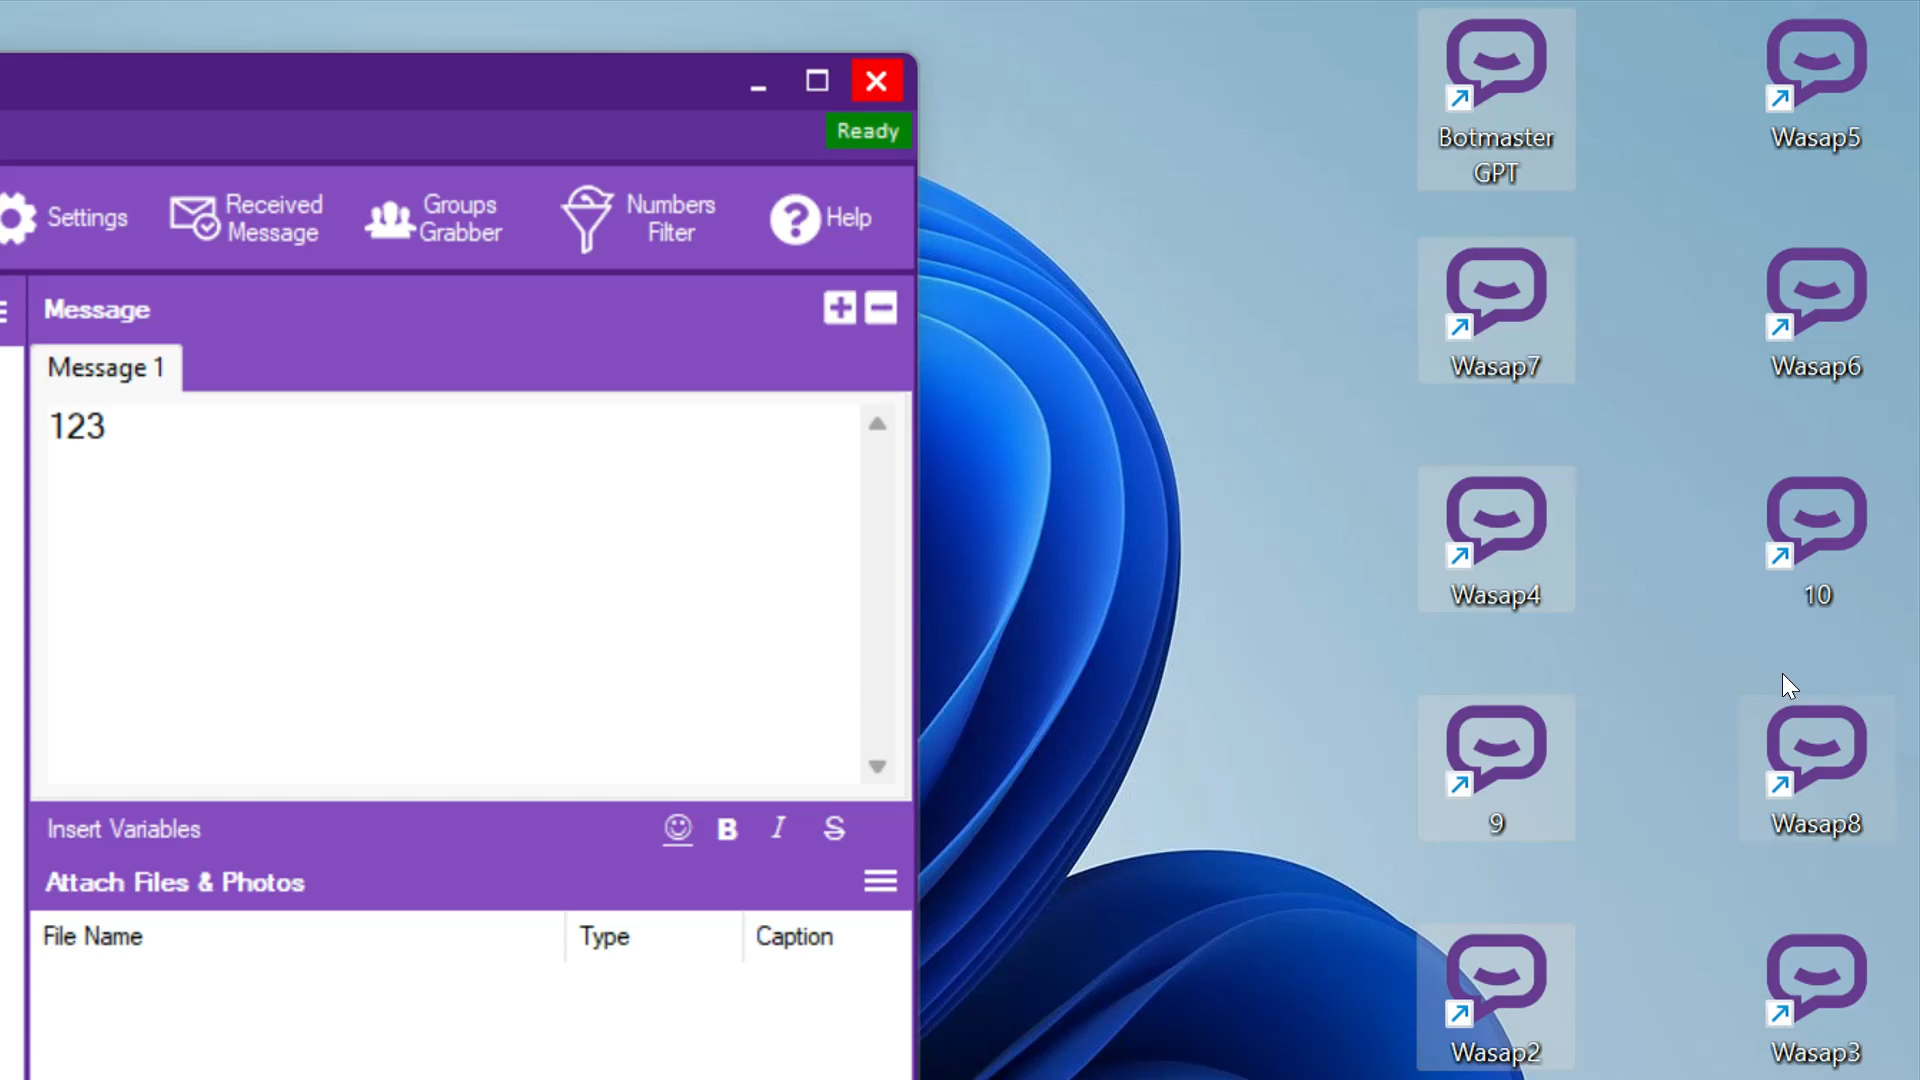 Ready
Settings
Received
Message
Groups
Grabber
Numbers
Filter
Help
Message
Message 1
123
Insert Variables
B I S
Attach Files & Photos
File Name Type Caption
Botmaster
GPT
Wasap5
Wasap7
Wasap6
Wasap4
10
9
Wasap8
Wasap2
Wasap3